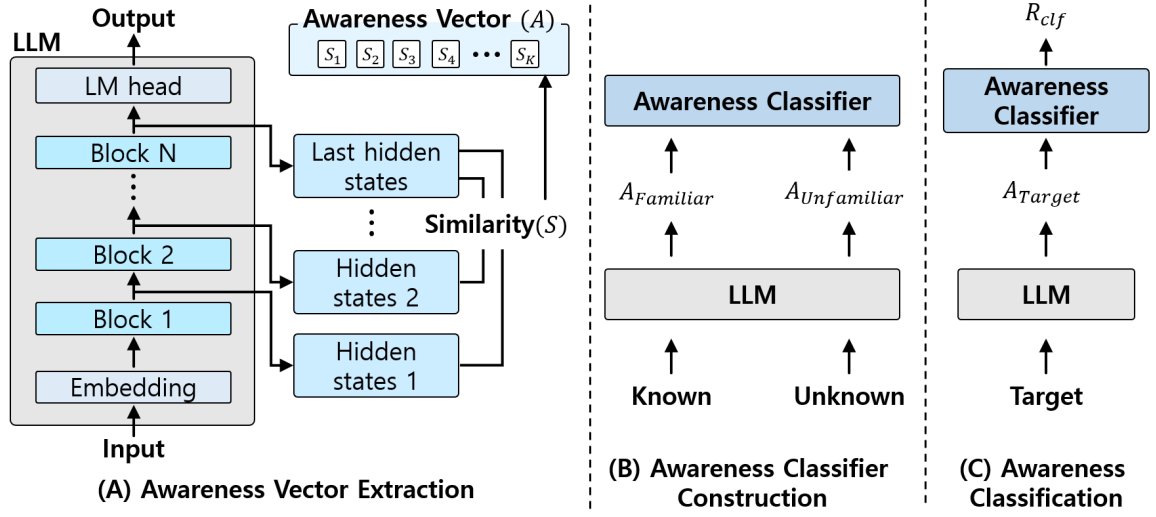 Output
LLM
LM head
Block N
Block 2
Block 1
Embedding
Input
Awareness Vector (A)
S1 S2 S3 S4 ... SK
Last hidden
states
Similarity(S)
Hidden
states 2
Hidden
states 1
(A) Awareness Vector Extraction
Awareness Classifier
AFamiliar
AUnfamiliar
LLM
Known
Unknown
(B) Awareness Classifier
Construction
Rclf
Awareness
Classifier
ATarget
LLM
Target
(C) Awareness
Classification